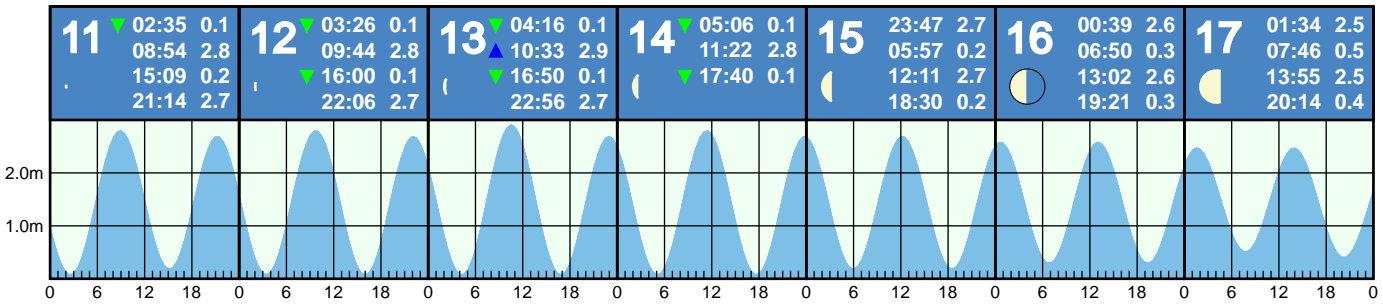 11 ▼ 02:35 0.1
08:54 2.8
15:09 0.2
21:14 2.7
12 ▼ 03:26 0.1
09:44 2.8
▼ 16:00 0.1
22:06 2.7
13 ▼ 04:16 0.1
▲ 10:33 2.9
▼ 16:50 0.1
22:56 2.7
14 ▼ 05:06 0.1
11:22 2.8
▼ 17:40 0.1
15 23:47 2.7
05:57 0.2
12:11 2.7
18:30 0.2
16 00:39 2.6
06:50 0.3
13:02 2.6
19:21 0.3
17 01:34 2.5
07:46 0.5
13:55 2.5
20:14 0.4
2.0m
1.0m
0 6 12 18 0 6 12 18 0 6 12 18 0 6 12 18 0 6 12 18 0 6 12 18 0 6 12 18 0